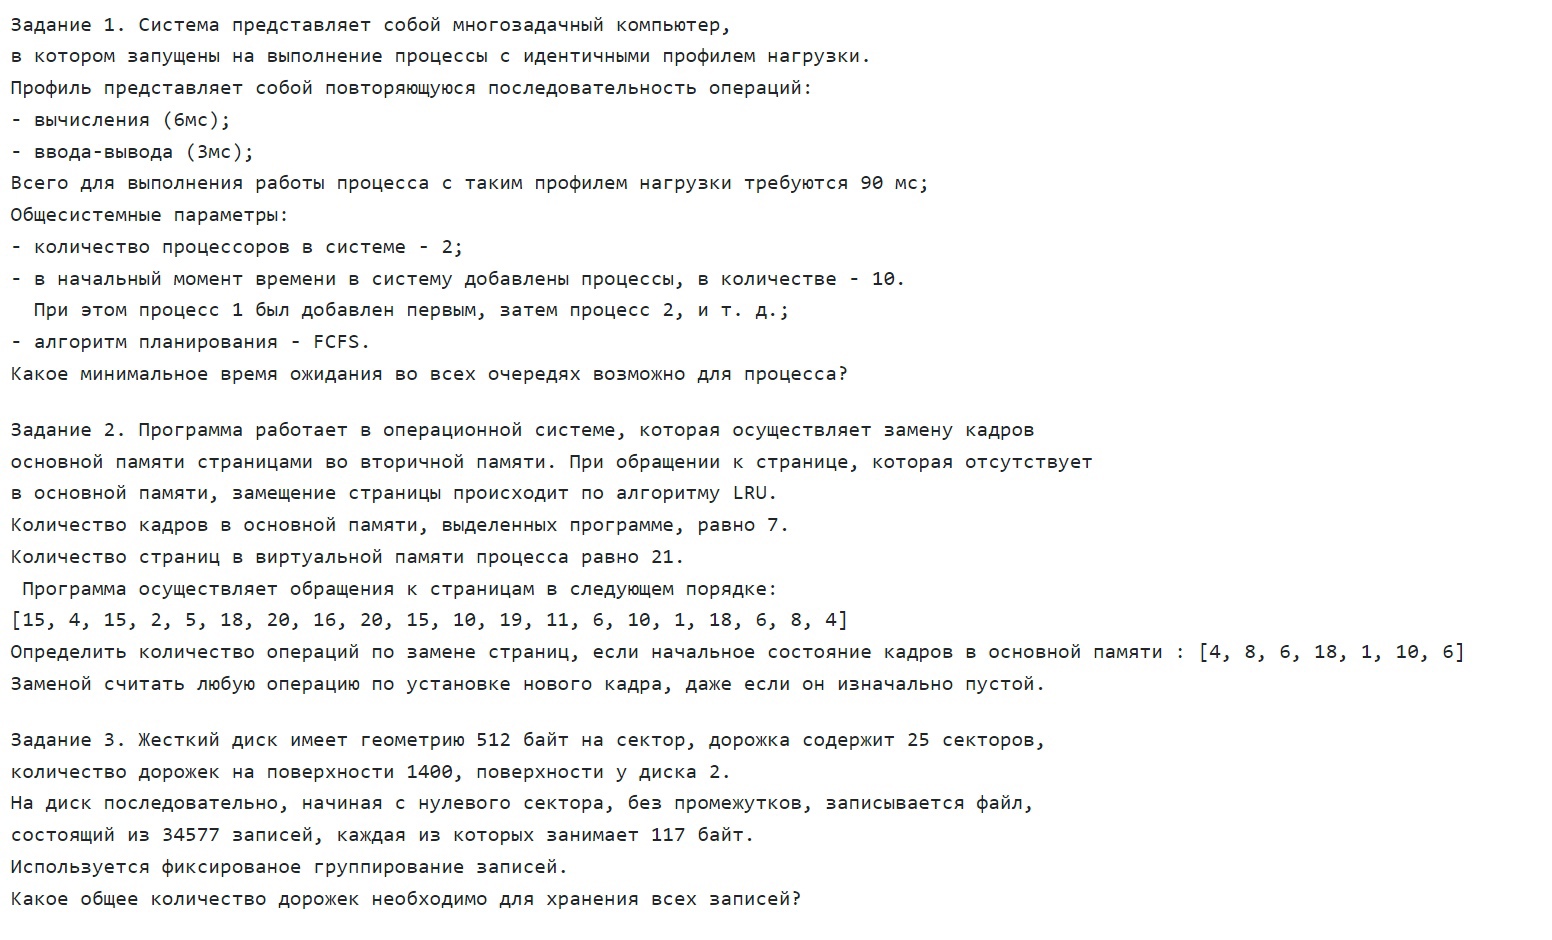 Задание 1. Система представляет собой многозадачный компьютер,
в котором запущены на выполнение процессы с идентичными профилем нагрузки.
Профиль представляет собой повторяющуюся последовательность операций:
- вычисления (6мс);
- ввода-вывода (3мс);
Всего для выполнения работы процесса с таким профилем нагрузки требуются 90 мс;
Общесистемные параметры:
- количество процессоров в системе - 2;
- в начальный момент времени в систему добавлены процессы, в количестве - 10.
При этом процесс 1 был добавлен первым, затем процесс 2, и т. д.;
- алгоритм планирования - FCFS.
Какое минимальное время ожидания во всех очередях возможно для процесса?
Задание 2. Программа работает в операционной системе, которая осуществляет замену кадров
основной памяти страницами во вторичной памяти. При обращении к странице, которая отсутствует
в основной памяти, замещение страницы происходит по алгоритму LRU.
Количество кадров в основной памяти, выделенных программе, равно 7.
Количество страниц в виртуальной памяти процесса равно 21.
Программа осуществляет обращения к страницам в следующем порядке:
[15, 4, 15, 2, 5, 18, 20, 16, 20, 15, 10, 19, 11, 6, 10, 1, 18, 6, 8, 4]
Определить количество операций по замене страниц, если начальное состояние кадров в основной памяти : [4, 8, 6, 18, 1, 10, 6]
Заменой считать любую операцию по установке нового кадра, даже если он изначально пустой.
Задание 3. Жесткий диск имеет геометрию 512 байт на сектор, дорожка содержит 25 секторов,
количество дорожек на поверхности 1400, поверхности у диска 2.
На диск последовательно, начиная с нулевого сектора, без промежутков, записывается файл,
состоящий из 34577 записей, каждая из которых занимает 117 байт.
Используется фиксированое группирование записей.
Какое общее количество дорожек необходимо для хранения всех записей?